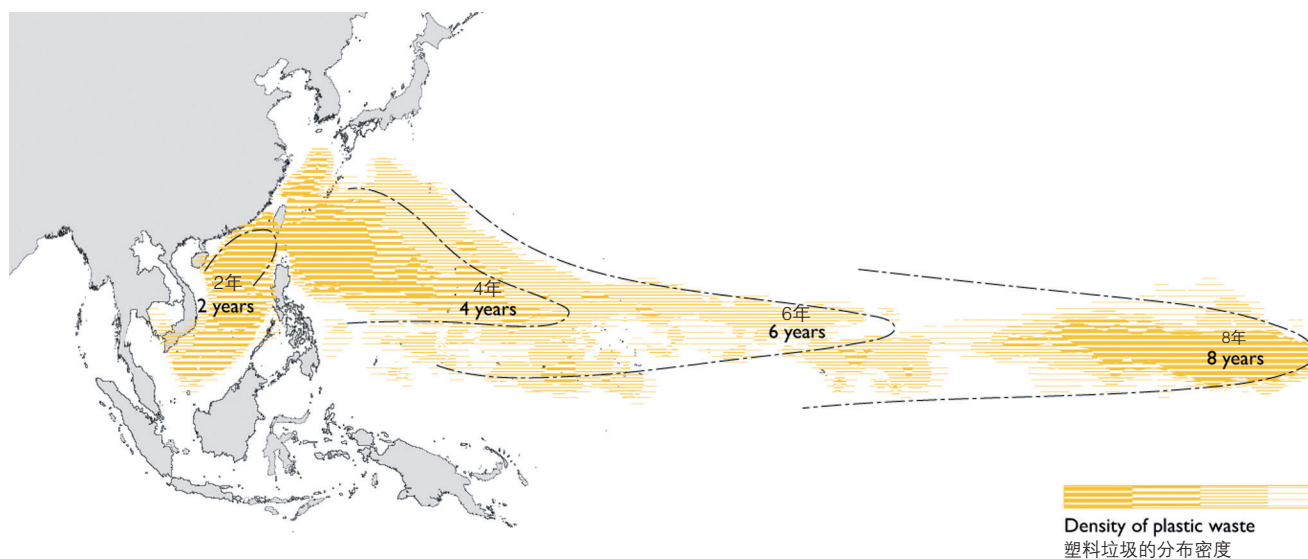 2年
2 years
4年
4 years
6年
6 years
8年
8 years
Density of plastic waste
塑料垃圾的分布密度